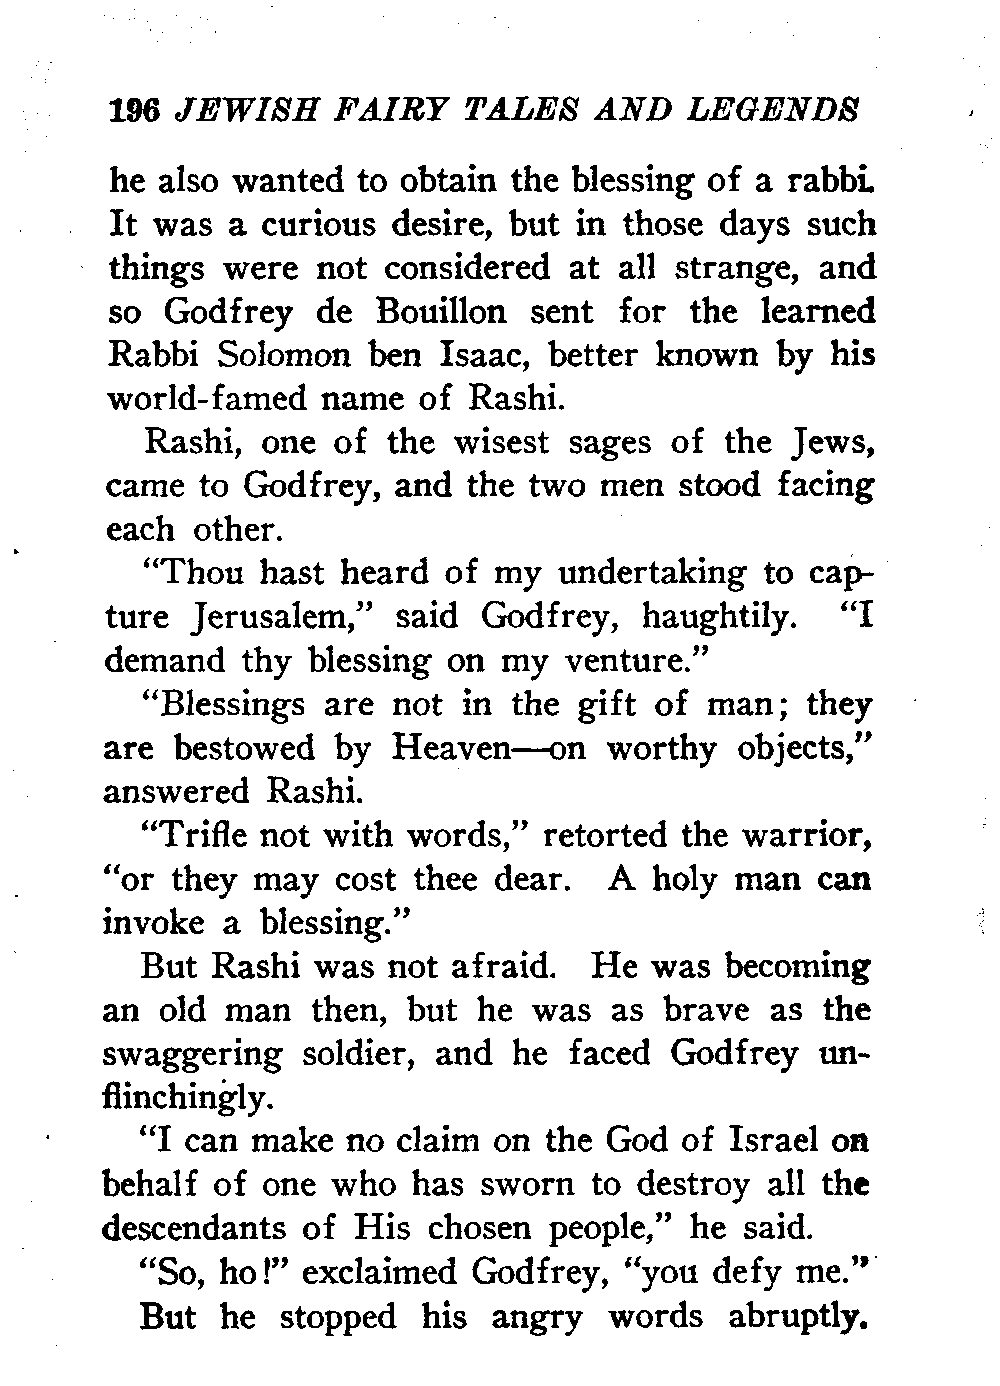 196 JEWISH FAIRY TALES AND LEGENDS
he also wanted to obtain the blessing of a rabbi.
It was a curious desire, but in those days such
things were not considered at all strange, and
so Godfrey de Bouillon sent for the learned
Rabbi Solomon ben Isaac, better known by his
world-famed name of Rashi.
Rashi, one of the wisest sages of the Jews,
came to Godfrey, and the two men stood facing
each other.
“Thou hast heard of my undertaking to cap-
ture Jerusalem,” said Godfrey, haughtily. “I
demand thy blessing on my venture.”
“Blessings are not in the gift of man; they
are bestowed by Heaven—on worthy objects,”
answered Rashi.
“Trifle not with words,” retorted the warrior,
“or they may cost thee dear. A holy man can
invoke a blessing.”
But Rashi was not afraid. He was becoming
an old man then, but he was as brave as the
swaggering soldier, and he faced Godfrey un-
flinchingly.
“I can make no claim on the God of Israel on
behalf of one who has sworn to destroy all the
descendants of His chosen people,” he said.
“So, ho!” exclaimed Godfrey, “you defy me.”
But he stopped his angry words abruptly.